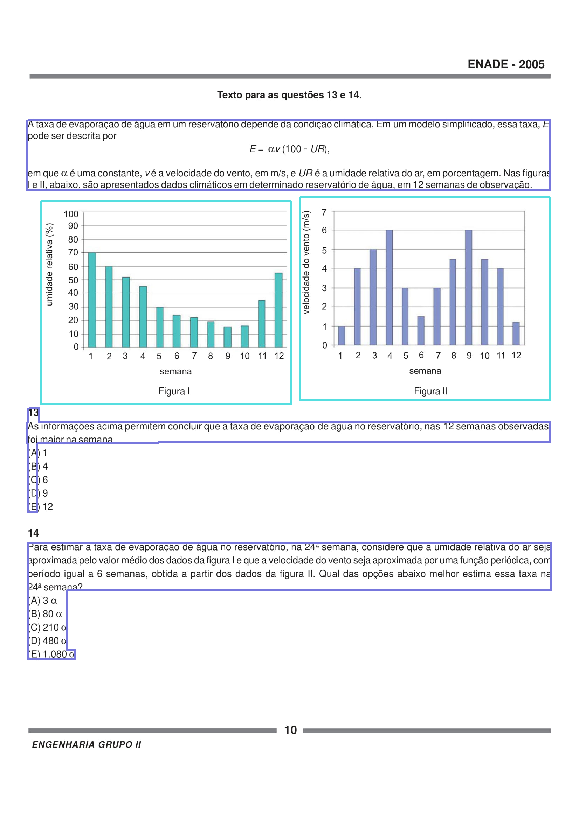 ENADE - 2005
Texto para as questões 13 e 14.
A taxa de evaporação de água em um reservatório depende da condição climática. Em um modelo simplificado, essa taxa, E,
pode ser descrita por
E = αv (100 - UR),
em que α é uma constante, v é a velocidade do vento, em m/s, e UR é a umidade relativa do ar, em porcentagem. Nas figuras
I e II, abaixo, são apresentados dados climáticos em determinado reservatório de água, em 12 semanas de observação.
umidade relativa (%)
100
90
80
70
60
50
40
30
20
10
0
1 2 3 4 5 6 7 8 9 10 11 12
semana
Figura I
velocidade do vento (m/s)
7
6
5
4
3
2
1
0
1 2 3 4 5 6 7 8 9 10 11 12
semana
Figura II
13
As informações acima permitem concluir que a taxa de evaporação de água no reservatório, nas 12 semanas observadas,
foi maior na semana
(A) 1
(B) 4
(C) 6
(D) 9
(E) 12
14
Para estimar a taxa de evaporação de água no reservatório, na 24ª semana, considere que a umidade relativa do ar seja
aproximada pelo valor médio dos dados da figura I e que a velocidade do vento seja aproximada por uma função periódica, com
período igual a 6 semanas, obtida a partir dos dados da figura II. Qual das opções abaixo melhor estima essa taxa na
24ª semana?
(A) 3 α
(B) 80 α
(C) 210 α
(D) 480 α
(E) 1.080 α
10
ENGENHARIA GRUPO II